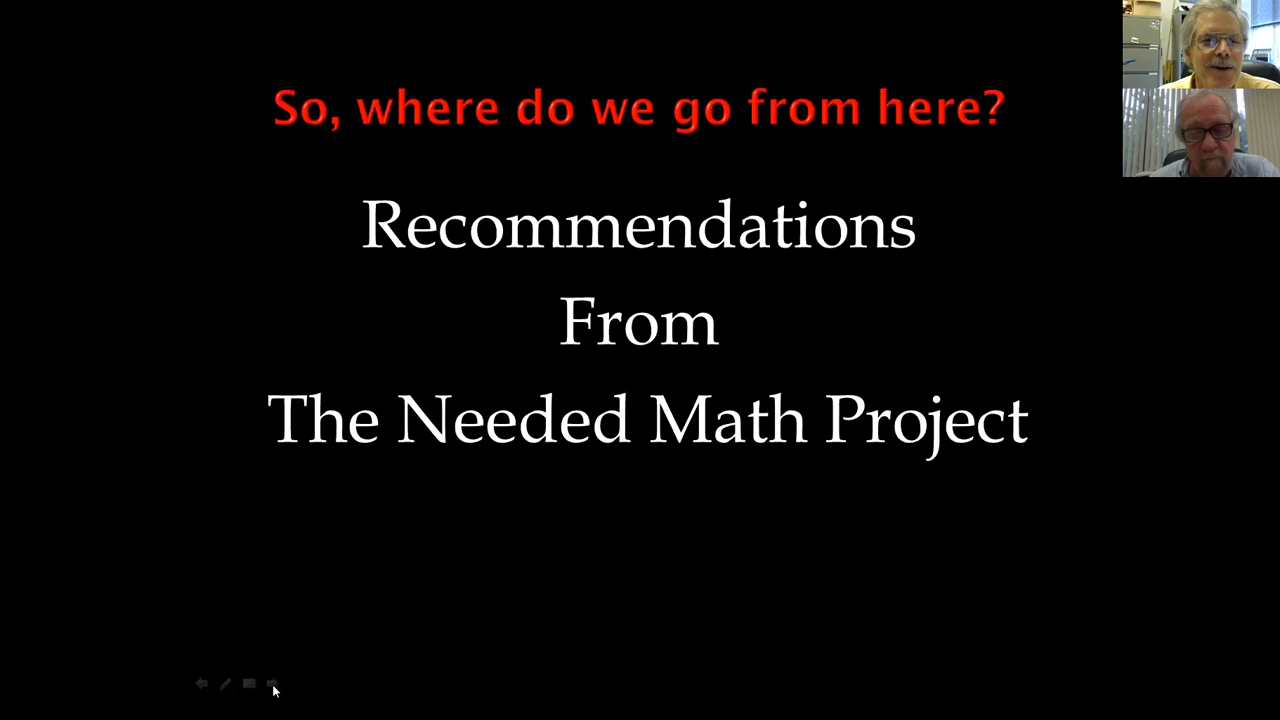 So, where do we go from here?
Recommendations
From
The Needed Math Project